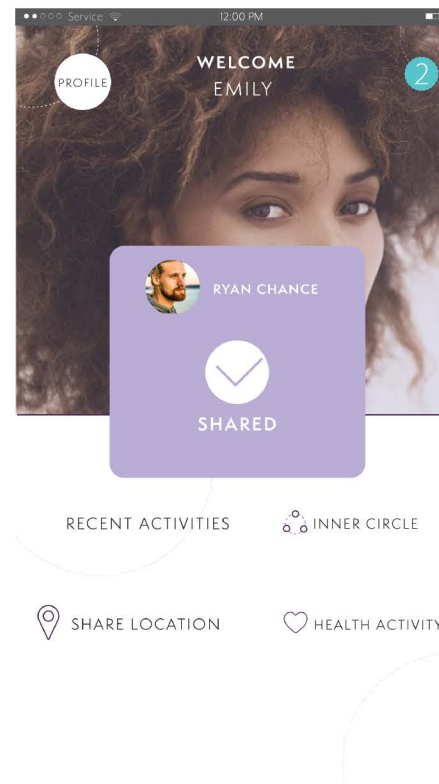 Service 12:00 PM
PROFILE
WELCOME
EMILY
2
RYAN CHANCE
SHARED
RECENT ACTIVITIES
INNER CIRCLE
SHARE LOCATION
HEALTH ACTIVITY